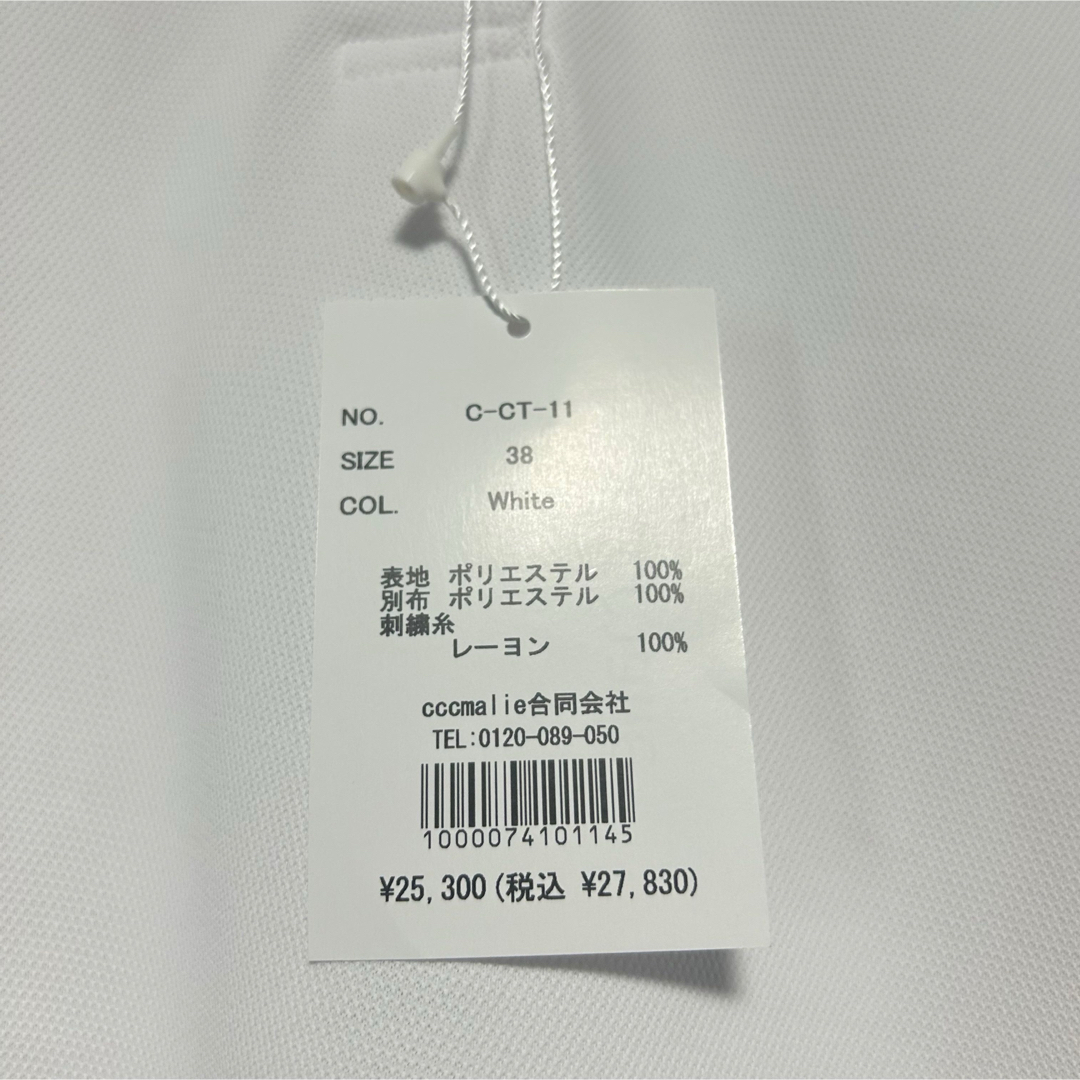 NO. C-CT-11
SIZE 38
COL. White
表地 ポリエステル 100%
別布 ポリエステル 100%
刺繍糸
レーヨン 100%
cccmalie合同会社
TEL:0120-089-050
1000074101145
¥25,300(税込 ¥27,830)